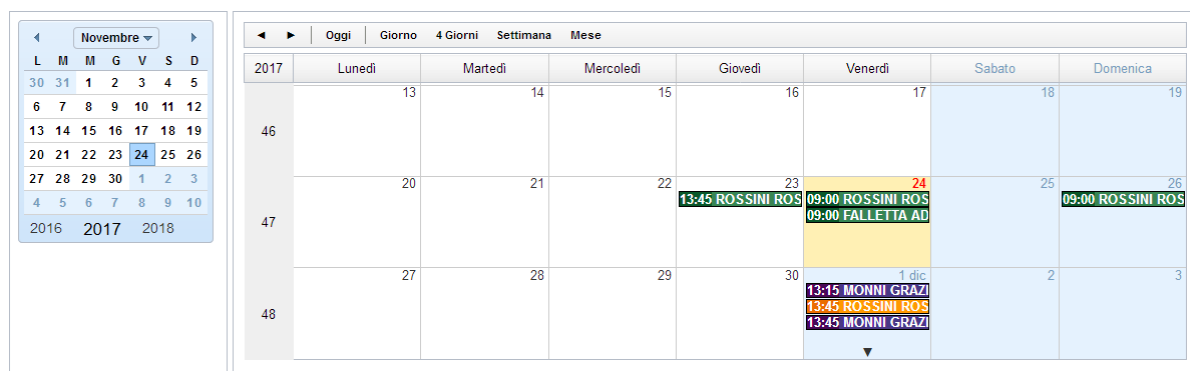 Novembre
L M M G V S D
30 31 1 2 3 4 5
6 7 8 9 10 11 12
13 14 15 16 17 18 19
20 21 22 23 24 25 26
27 28 29 30 1 2 3
4 5 6 7 8 9 10
2016 2017 2018
Oggi Giorno 4 Giorni Settimana Mese
2017 Lunedì Martedì Mercoledì Giovedì Venerdì Sabato Domenica
13 14 15 16 17 18 19
46
20 21 22 23 24 25 26
13:45 ROSSINI ROS 09:00 ROSSINI ROS 09:00 ROSSINI ROS
09:00 FALLETTA AD
47
27 28 29 30 1 dic 2 3
13:15 MONNI GRAZI
13:45 ROSSINI ROS
48
13:45 MONNI GRAZI